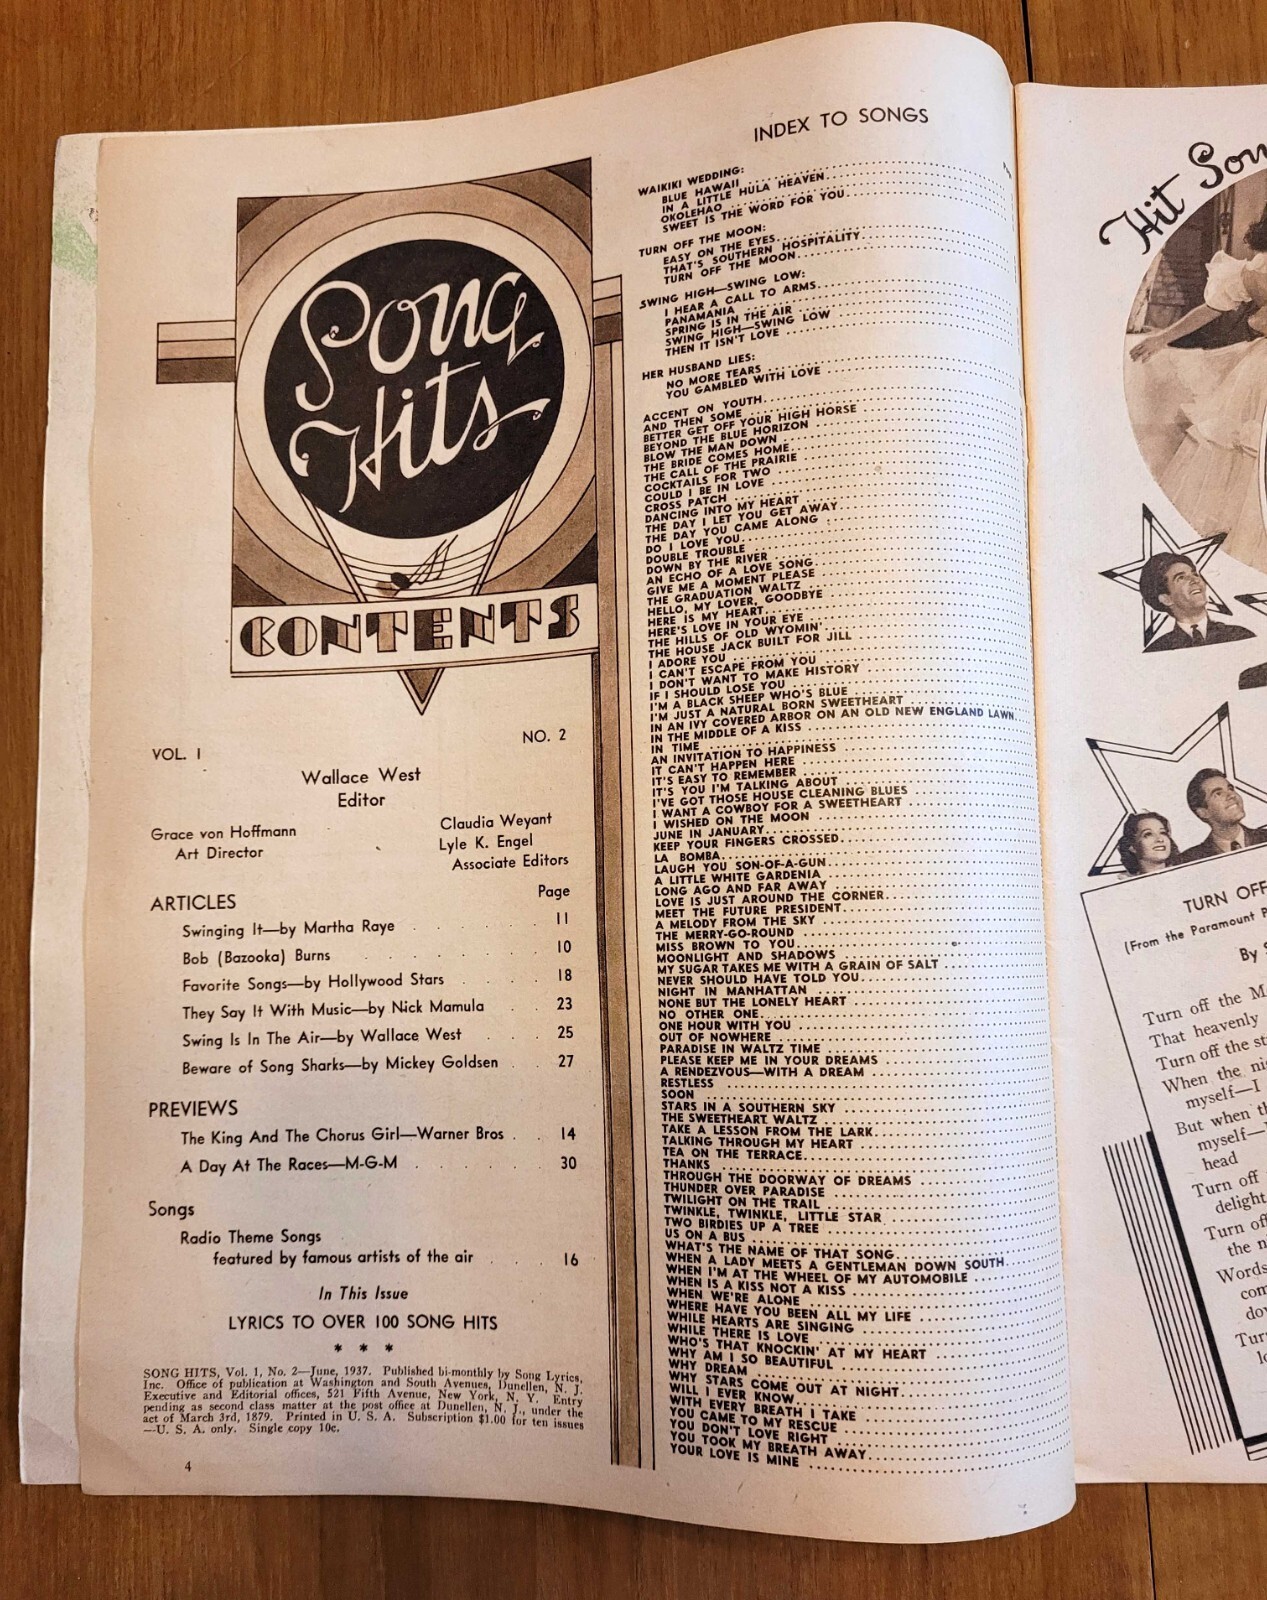 Song
Hits
CONTENTS
VOL. I NO. 2
Wallace West
Editor
Grace von Hoffmann
Art Director
Claudia Weyant
Lyle K. Engel
Associate Editors
ARTICLES Page
Swinging It—by Martha Raye 11
Bob (Bazooka) Burns 10
Favorite Songs—by Hollywood Stars 18
They Say It With Music—by Nick Mamula 23
Swing Is In The Air—by Wallace West 25
Beware of Song Sharks—by Mickey Goldsen 27
PREVIEWS
The King And The Chorus Girl—Warner Bros 14
A Day At The Races—M-G-M 30
Songs
Radio Theme Songs
featured by famous artists of the air 16
In This Issue
LYRICS TO OVER 100 SONG HITS
* * *
SONG HITS, Vol. 1, No. 2—June, 1937. Published bi-monthly by Song Lyrics,
Inc. Office of publication at Washington and South Avenues, Dunellen, N. J.
Executive and Editorial offices, 521 Fifth Avenue, New York, N. Y. Entry
pending as second class matter at the post office at Dunellen, N. J., under the
act of March 3rd, 1879. Printed in U. S. A. Subscription $1.00 for ten issues
—U. S. A. only. Single copy 10c.
4
INDEX TO SONGS
WAIKIKI WEDDING:
BLUE HAWAII
IN A LITTLE HULA HEAVEN
OKOLEHAO
SWEET IS THE WORD FOR YOU
TURN OFF THE MOON:
EASY ON THE EYES
THAT'S SOUTHERN HOSPITALITY
TURN OFF THE MOON
SWING HIGH—SWING LOW:
I HEAR A CALL TO ARMS
PANAMANIA
SPRING IS IN THE AIR
SWING HIGH—SWING LOW
THEN IT ISN'T LOVE
HER HUSBAND LIES:
NO MORE TEARS
YOU GAMBLED WITH LOVE
ACCENT ON YOUTH
AND THEN SOME
BETTER GET OFF YOUR HIGH HORSE
BEYOND THE BLUE HORIZON
BLOW THE MAN DOWN
THE BRIDE COMES HOME
THE CALL OF THE PRAIRIE
COCKTAILS FOR TWO
COULD I BE IN LOVE
CROSS PATCH
DANCING INTO MY HEART
THE DAY I LET YOU GET AWAY
THE DAY YOU CAME ALONG
DO I LOVE YOU
DOUBLE TROUBLE
DOWN BY THE RIVER
AN ECHO OF A LOVE SONG
GIVE ME A MOMENT PLEASE
THE GRADUATION WALTZ
HELLO, MY LOVER, GOODBYE
HERE IS MY HEART
HERE'S LOVE IN YOUR EYE
THE HILLS OF OLD WYOMIN'
THE HOUSE JACK BUILT FOR JILL
I ADORE YOU
I CAN'T ESCAPE FROM YOU
I DON'T WANT TO MAKE HISTORY
IF I SHOULD LOSE YOU
I'M A BLACK SHEEP WHO'S BLUE
I'M JUST A NATURAL BORN SWEETHEART
IN AN IVY COVERED ARBOR ON AN OLD NEW ENGLAND LAWN
IN THE MIDDLE OF A KISS
IN TIME
AN INVITATION TO HAPPINESS
IT CAN'T HAPPEN HERE
IT'S EASY TO REMEMBER
IT'S YOU I'M TALKING ABOUT
I'VE GOT THOSE HOUSE CLEANING BLUES
I WANT A COWBOY FOR A SWEETHEART
I WISHED ON THE MOON
JUNE IN JANUARY
KEEP YOUR FINGERS CROSSED
LA BOMBA
LAUGH YOU SON-OF-A-GUN
A LITTLE WHITE GARDENIA
LONG AGO AND FAR AWAY
LOVE IS JUST AROUND THE CORNER
MEET THE FUTURE PRESIDENT
A MELODY FROM THE SKY
THE MERRY-GO-ROUND
MISS BROWN TO YOU
MOONLIGHT AND SHADOWS
MY SUGAR TAKES ME WITH A GRAIN OF SALT
NEVER SHOULD HAVE TOLD YOU
NIGHT IN MANHATTAN
NONE BUT THE LONELY HEART
NO OTHER ONE
ONE HOUR WITH YOU
OUT OF NOWHERE
PARADISE IN WALTZ TIME
PLEASE KEEP ME IN YOUR DREAMS
A RENDEZVOUS—WITH A DREAM
RESTLESS
SOON
STARS IN A SOUTHERN SKY
THE SWEETHEART WALTZ
TAKE A LESSON FROM THE LARK
TALKING THROUGH MY HEART
TEA ON THE TERRACE
THANKS
THROUGH THE DOORWAY OF DREAMS
THUNDER OVER PARADISE
TWILIGHT ON THE TRAIL
TWINKLE, TWINKLE, LITTLE STAR
TWO BIRDIES UP A TREE
US ON A BUS
WHAT'S THE NAME OF THAT SONG
WHEN A LADY MEETS A GENTLEMAN DOWN SOUTH
WHEN I'M AT THE WHEEL OF MY AUTOMOBILE
WHEN IS A KISS NOT A KISS
WHEN WE'RE ALONE
WHERE HAVE YOU BEEN ALL MY LIFE
WHILE HEARTS ARE SINGING
WHILE THERE IS LOVE
WHO'S THAT KNOCKIN' AT MY HEART
WHY AM I SO BEAUTIFUL
WHY DREAM
WHY STARS COME OUT AT NIGHT
WILL I EVER KNOW
WITH EVERY BREATH I TAKE
YOU CAME TO MY RESCUE
YOU DON'T LOVE RIGHT
YOU TOOK MY BREATH AWAY
YOUR LOVE IS MINE
Hit
TURN OFF
(From the Paramount
By
Turn off the
That heavenly
Turn off the
When the
myself—I
But when
myself—
head
Turn off
delight
Turn off
the
Words